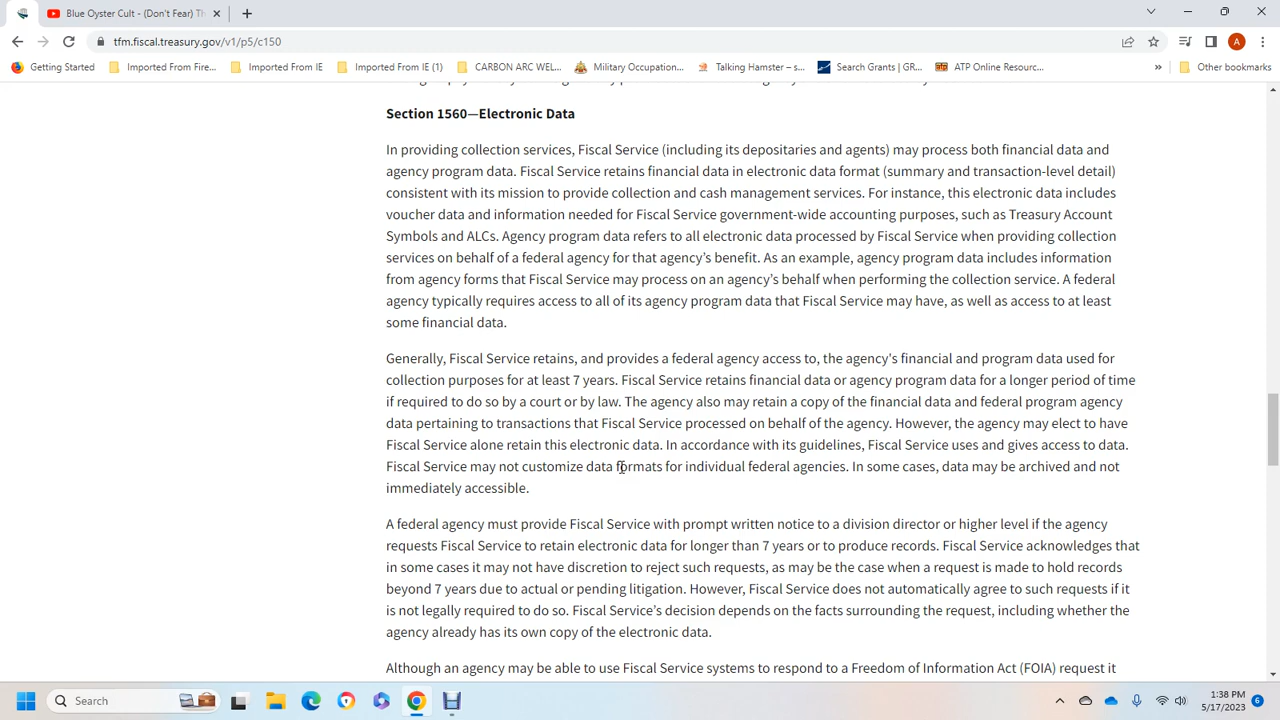 Blue Oyster Cult - (Don't Fear) Th
tfm.fiscal.treasury.gov/v1/p5/c150
A
Getting Started
Imported From Fire...
Imported From IE
Imported From IE (1)
CARBON ARC WEL...
Military Occupation...
Talking Hamster – s...
Search Grants | GR...
ATP Online Resourc...
»
Other bookmarks
Section 1560—Electronic Data
In providing collection services, Fiscal Service (including its depositaries and agents) may process both financial data and
agency program data. Fiscal Service retains financial data in electronic data format (summary and transaction-level detail)
consistent with its mission to provide collection and cash management services. For instance, this electronic data includes
voucher data and information needed for Fiscal Service government-wide accounting purposes, such as Treasury Account
Symbols and ALCs. Agency program data refers to all electronic data processed by Fiscal Service when providing collection
services on behalf of a federal agency for that agency’s benefit. As an example, agency program data includes information
from agency forms that Fiscal Service may process on an agency’s behalf when performing the collection service. A federal
agency typically requires access to all of its agency program data that Fiscal Service may have, as well as access to at least
some financial data.
Generally, Fiscal Service retains, and provides a federal agency access to, the agency's financial and program data used for
collection purposes for at least 7 years. Fiscal Service retains financial data or agency program data for a longer period of time
if required to do so by a court or by law. The agency also may retain a copy of the financial data and federal program agency
data pertaining to transactions that Fiscal Service processed on behalf of the agency. However, the agency may elect to have
Fiscal Service alone retain this electronic data. In accordance with its guidelines, Fiscal Service uses and gives access to data.
Fiscal Service may not customize data formats for individual federal agencies. In some cases, data may be archived and not
immediately accessible.
A federal agency must provide Fiscal Service with prompt written notice to a division director or higher level if the agency
requests Fiscal Service to retain electronic data for longer than 7 years or to produce records. Fiscal Service acknowledges that
in some cases it may not have discretion to reject such requests, as may be the case when a request is made to hold records
beyond 7 years due to actual or pending litigation. However, Fiscal Service does not automatically agree to such requests if it
is not legally required to do so. Fiscal Service’s decision depends on the facts surrounding the request, including whether the
agency already has its own copy of the electronic data.
Although an agency may be able to use Fiscal Service systems to respond to a Freedom of Information Act (FOIA) request it
Search
1:38 PM
5/17/2023
6